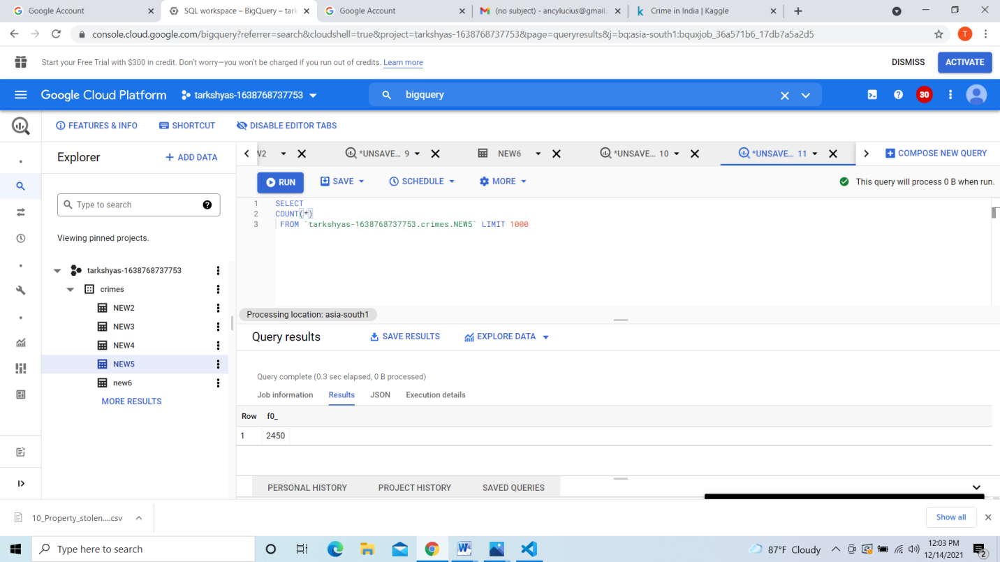 Google Account
SQL workspace – BigQuery – tark
Google Account
(no subject) - ancylucius@gmail.c
Crime in India | Kaggle
console.cloud.google.com/bigquery?referrer=search&cloudshell=true&project=tarkshyas-1638768737753&page=queryresults&j=bq:asia-south1:bquxjob_36a571b6_17db7a5a2d5
T
Start your Free Trial with $300 in credit. Don't worry—you won't be charged if you run out of credits. Learn more
DISMISS
ACTIVATE
Google Cloud Platform
tarkshyas-1638768737753
bigquery
30
FEATURES & INFO
SHORTCUT
DISABLE EDITOR TABS
Explorer
+ ADD DATA
W2
*UNSAVE... 9
NEW6
*UNSAVE... 10
*UNSAVE... 11
COMPOSE NEW QUERY
RUN
SAVE
SCHEDULE
MORE
This query will process 0 B when run.
Type to search
Viewing pinned projects.
tarkshyas-1638768737753
crimes
NEW2
NEW3
NEW4
NEW5
new6
MORE RESULTS
1 SELECT
2 COUNT(*)
3 FROM `tarkshyas-1638768737753.crimes.NEW5` LIMIT 1000
Processing location: asia-south1
Query results
SAVE RESULTS
EXPLORE DATA
Query complete (0.3 sec elapsed, 0 B processed)
Job information
Results
JSON
Execution details
Row f0_
1 2450
PERSONAL HISTORY
PROJECT HISTORY
SAVED QUERIES
10_Property_stolen....csv
Show all
Type here to search
87°F Cloudy
12:03 PM
12/14/2021
2